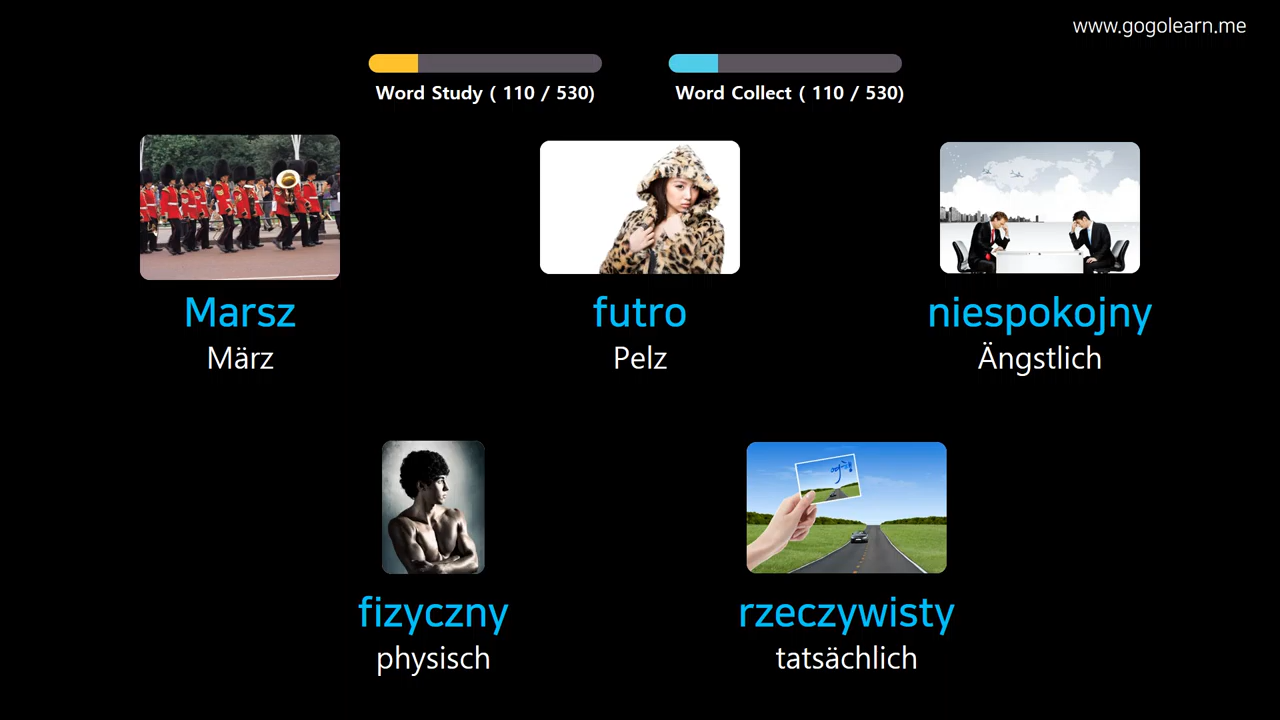 www.gogolearn.me
Word Study ( 110 / 530)
Word Collect ( 110 / 530)
Marsz
März
futro
Pelz
niespokojny
Ängstlich
fizyczny
physisch
rzeczywisty
tatsächlich